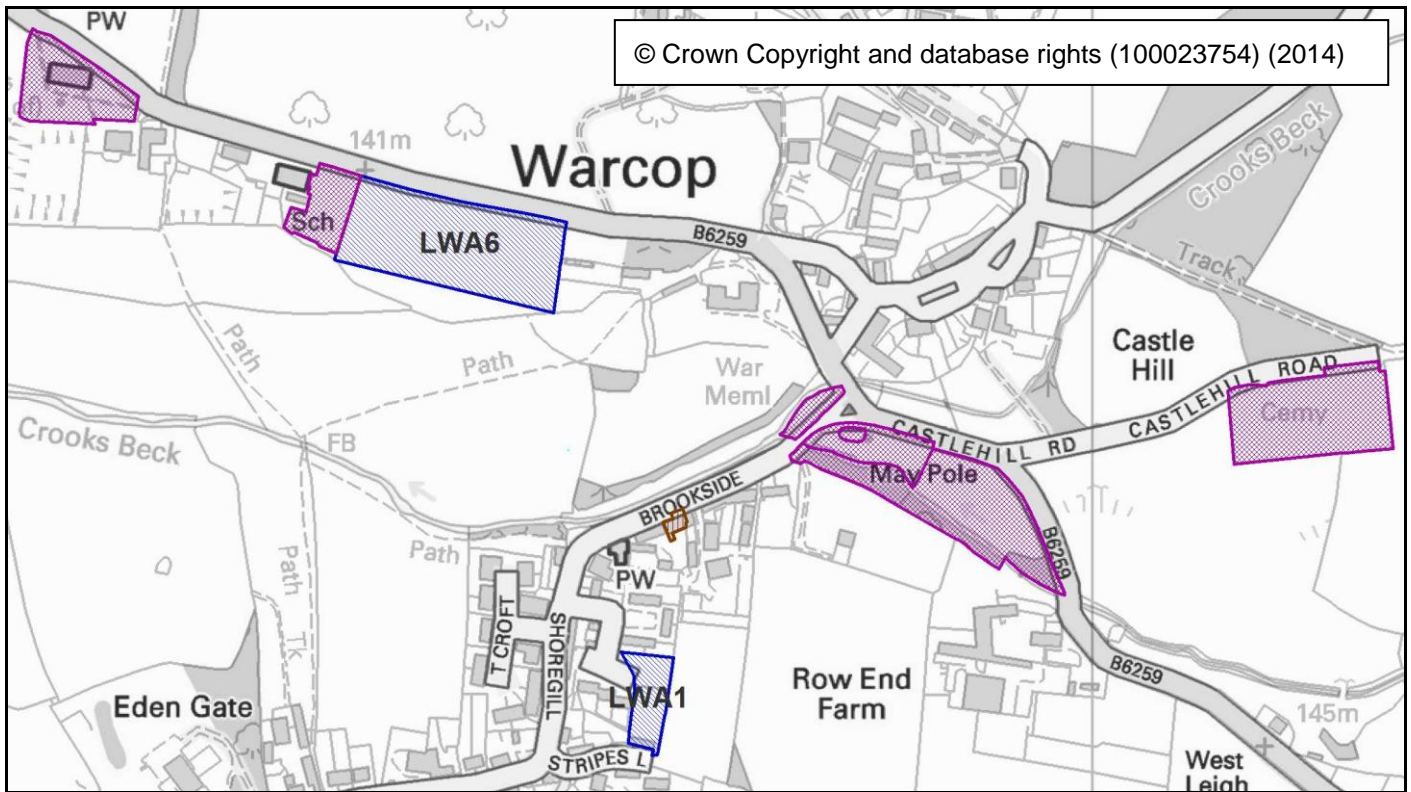 PW
© Crown Copyright and database rights (100023754) (2014)
141m
Warcop
Crooks Beck
Sch
LWA6
B6259
Tk
Track
Path
Path
War
Meml
Castle
Hill
CASTLEHILL ROAD
Cemy
Crooks Beck
FB
CASTLEHILL RD
May Pole
BROOKSIDE
Path
PW
B6259
Path
Tk
T CROFT
SHOREGILL
LWA1
Row End
Farm
B6259
Eden Gate
145m
STRIPES L
West
Leigh